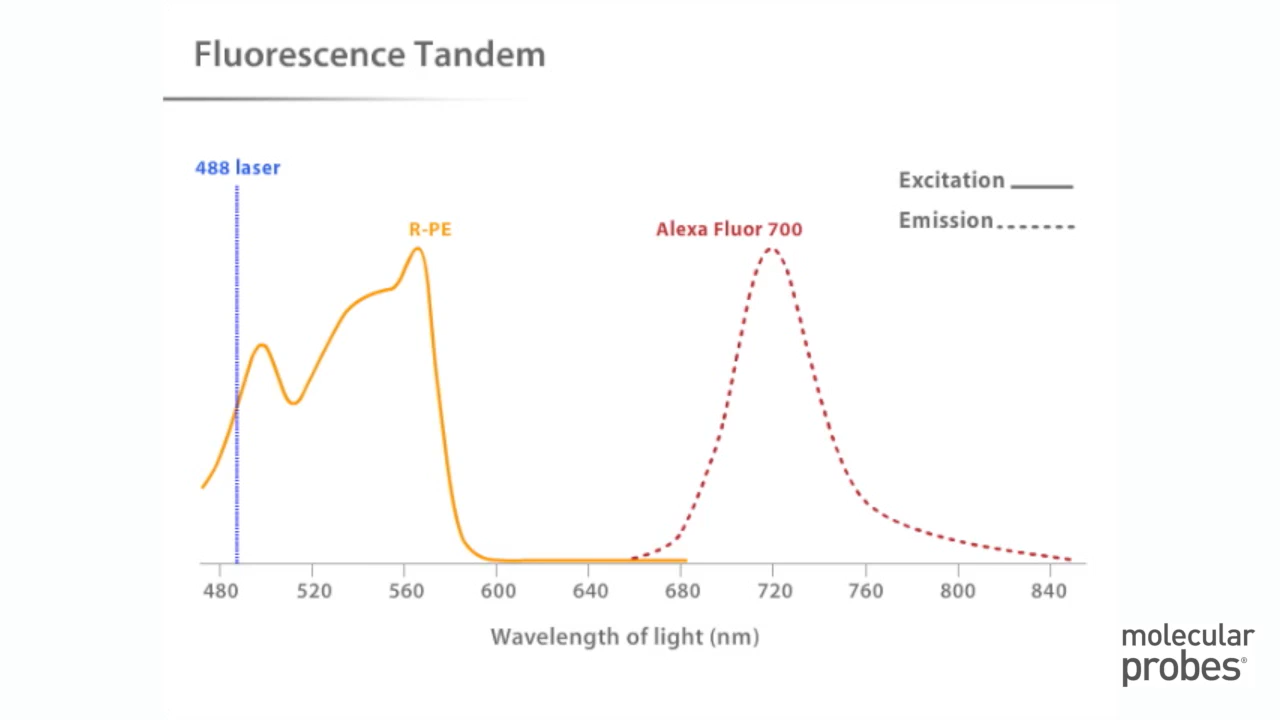 Fluorescence Tandem
488 laser
Excitation
Emission
R-PE
Alexa Fluor 700
480 520 560 600 640 680 720 760 800 840
Wavelength of light (nm)
molecular
probes®